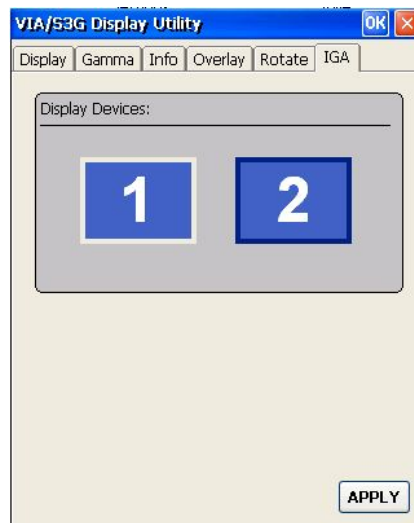 VIA/S3G Display Utility OK
Display Gamma Info Overlay Rotate IGA
Display Devices:
1 2
APPLY